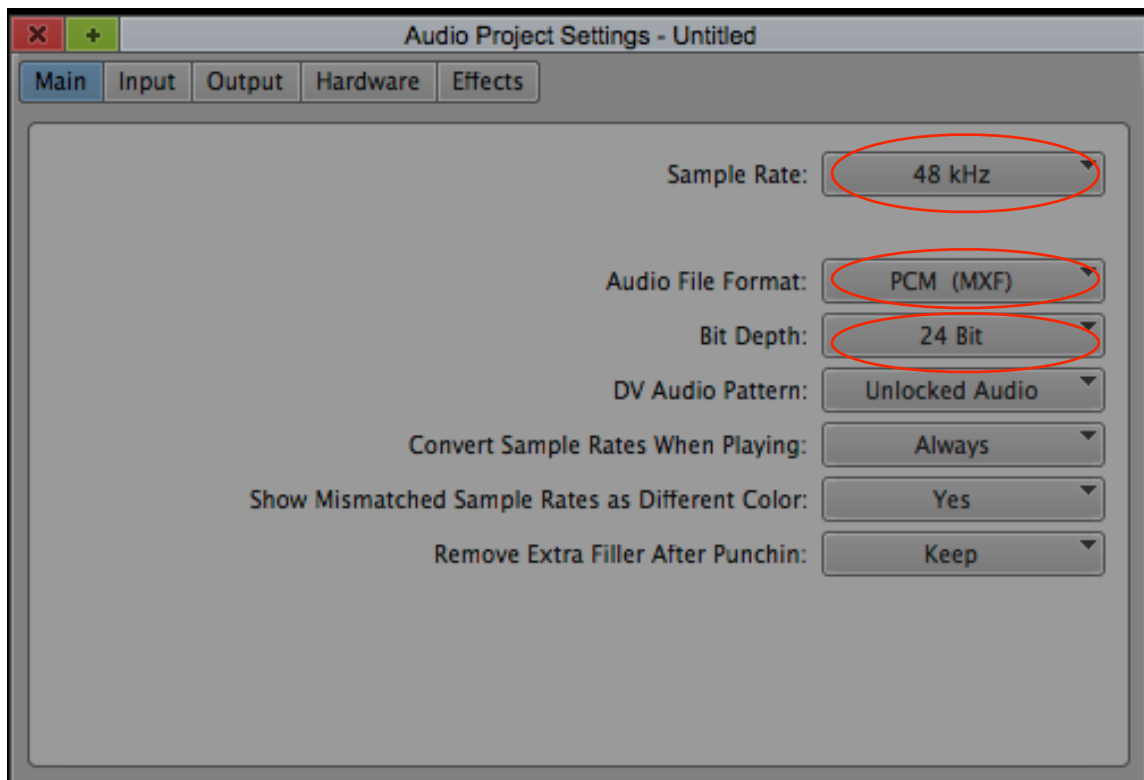 Audio Project Settings - Untitled
Main Input Output Hardware Effects
Sample Rate: 48 kHz
Audio File Format: PCM (MXF)
Bit Depth: 24 Bit
DV Audio Pattern: Unlocked Audio
Convert Sample Rates When Playing: Always
Show Mismatched Sample Rates as Different Color: Yes
Remove Extra Filler After Punchin: Keep